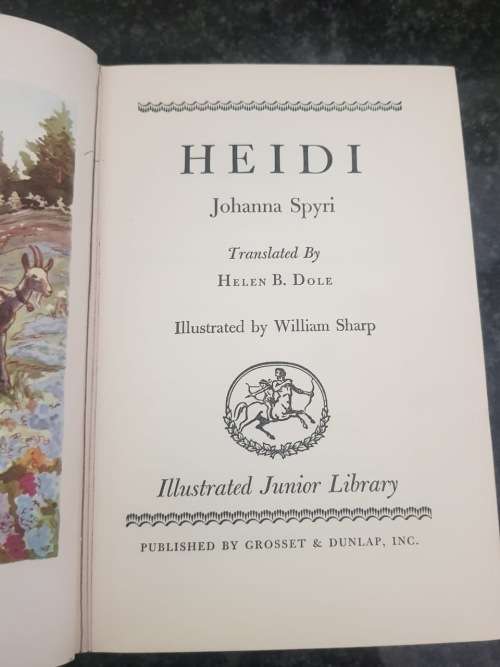 HEIDI
Johanna Spyri
Translated By
HELEN B. DOLE
Illustrated by William Sharp
Illustrated Junior Library
PUBLISHED BY GROSSET & DUNLAP, INC.